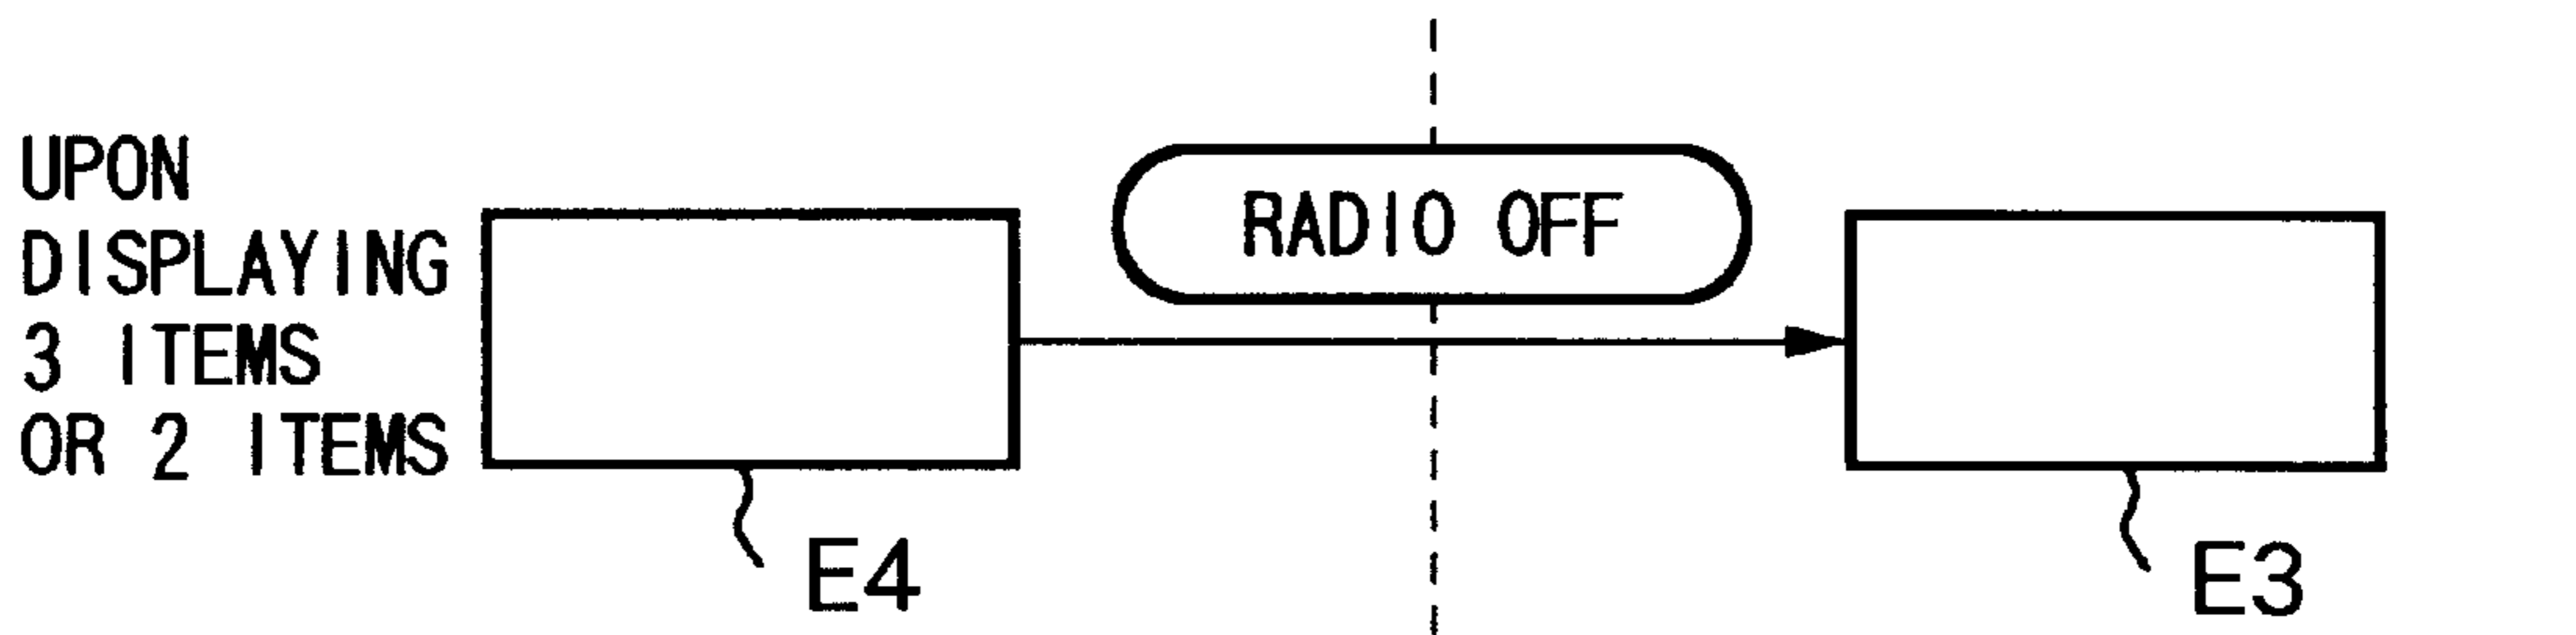 UPON
DISPLAYING
3 ITEMS
OR 2 ITEMS
RADIO OFF
E4
E3